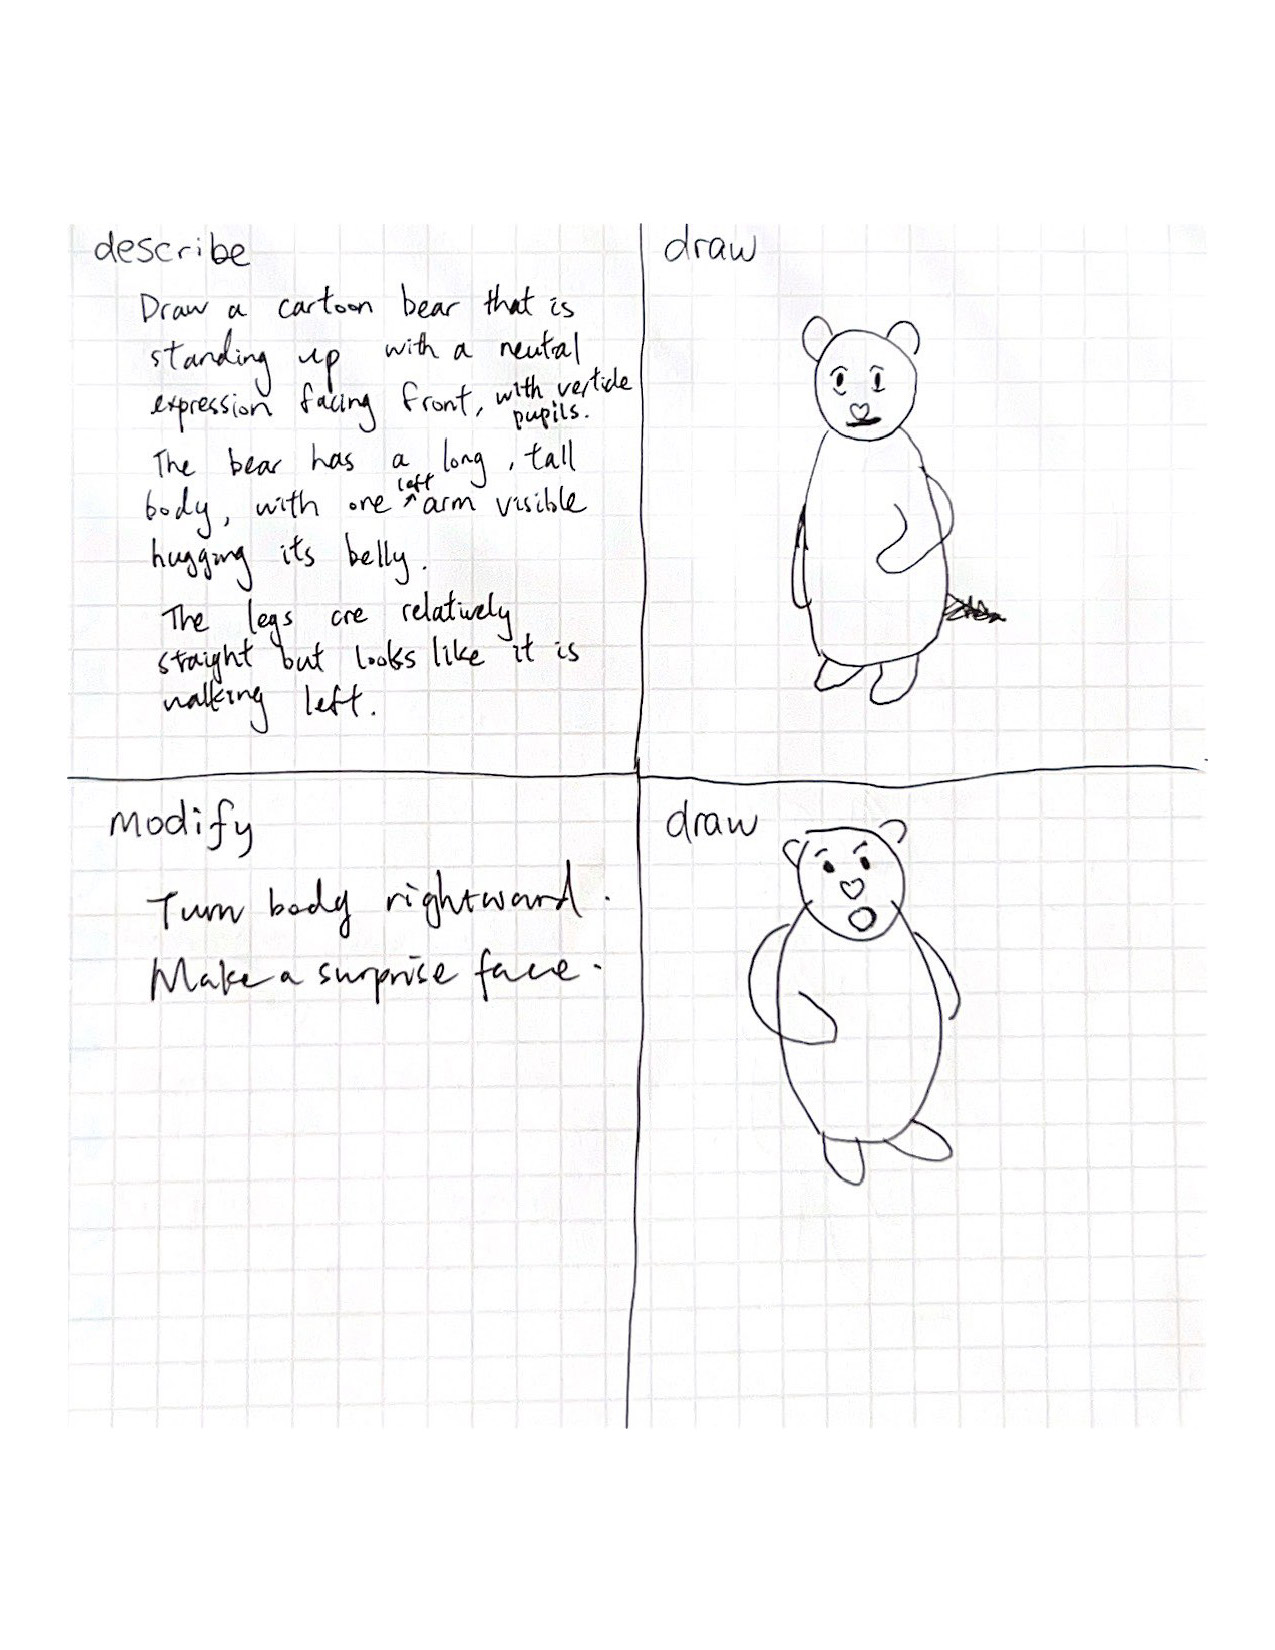 describe
Draw a cartoon bear that is
standing up with a neutal
expression facing front, with verticle
pupils.
The bear has a long, tall
body, with one left arm visible
hugging its belly.
The legs are relatively
straight but looks like it is
walking left.
draw
modify
Turn body rightward.
Make a surprise face.
draw